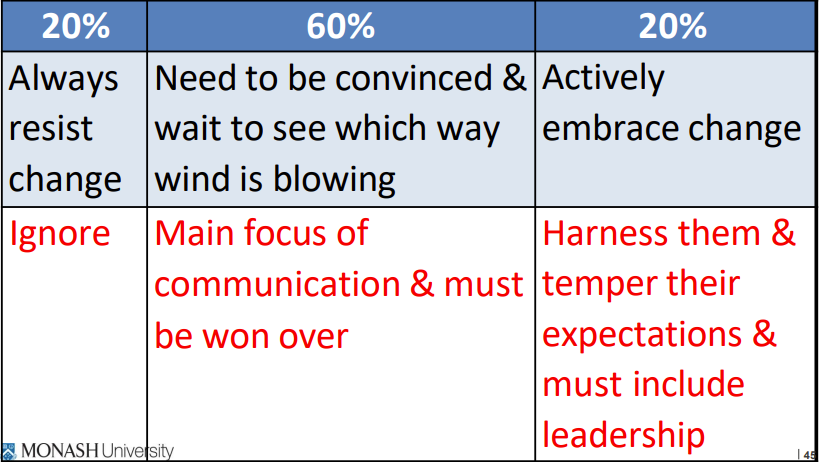 20%
60%
20%
Always
resist
change
Need to be convinced &
wait to see which way
wind is blowing
Actively
embrace change
Ignore
Main focus of
communication & must
be won over
Harness them &
temper their
expectations &
must include
leadership
MONASH University
| 45